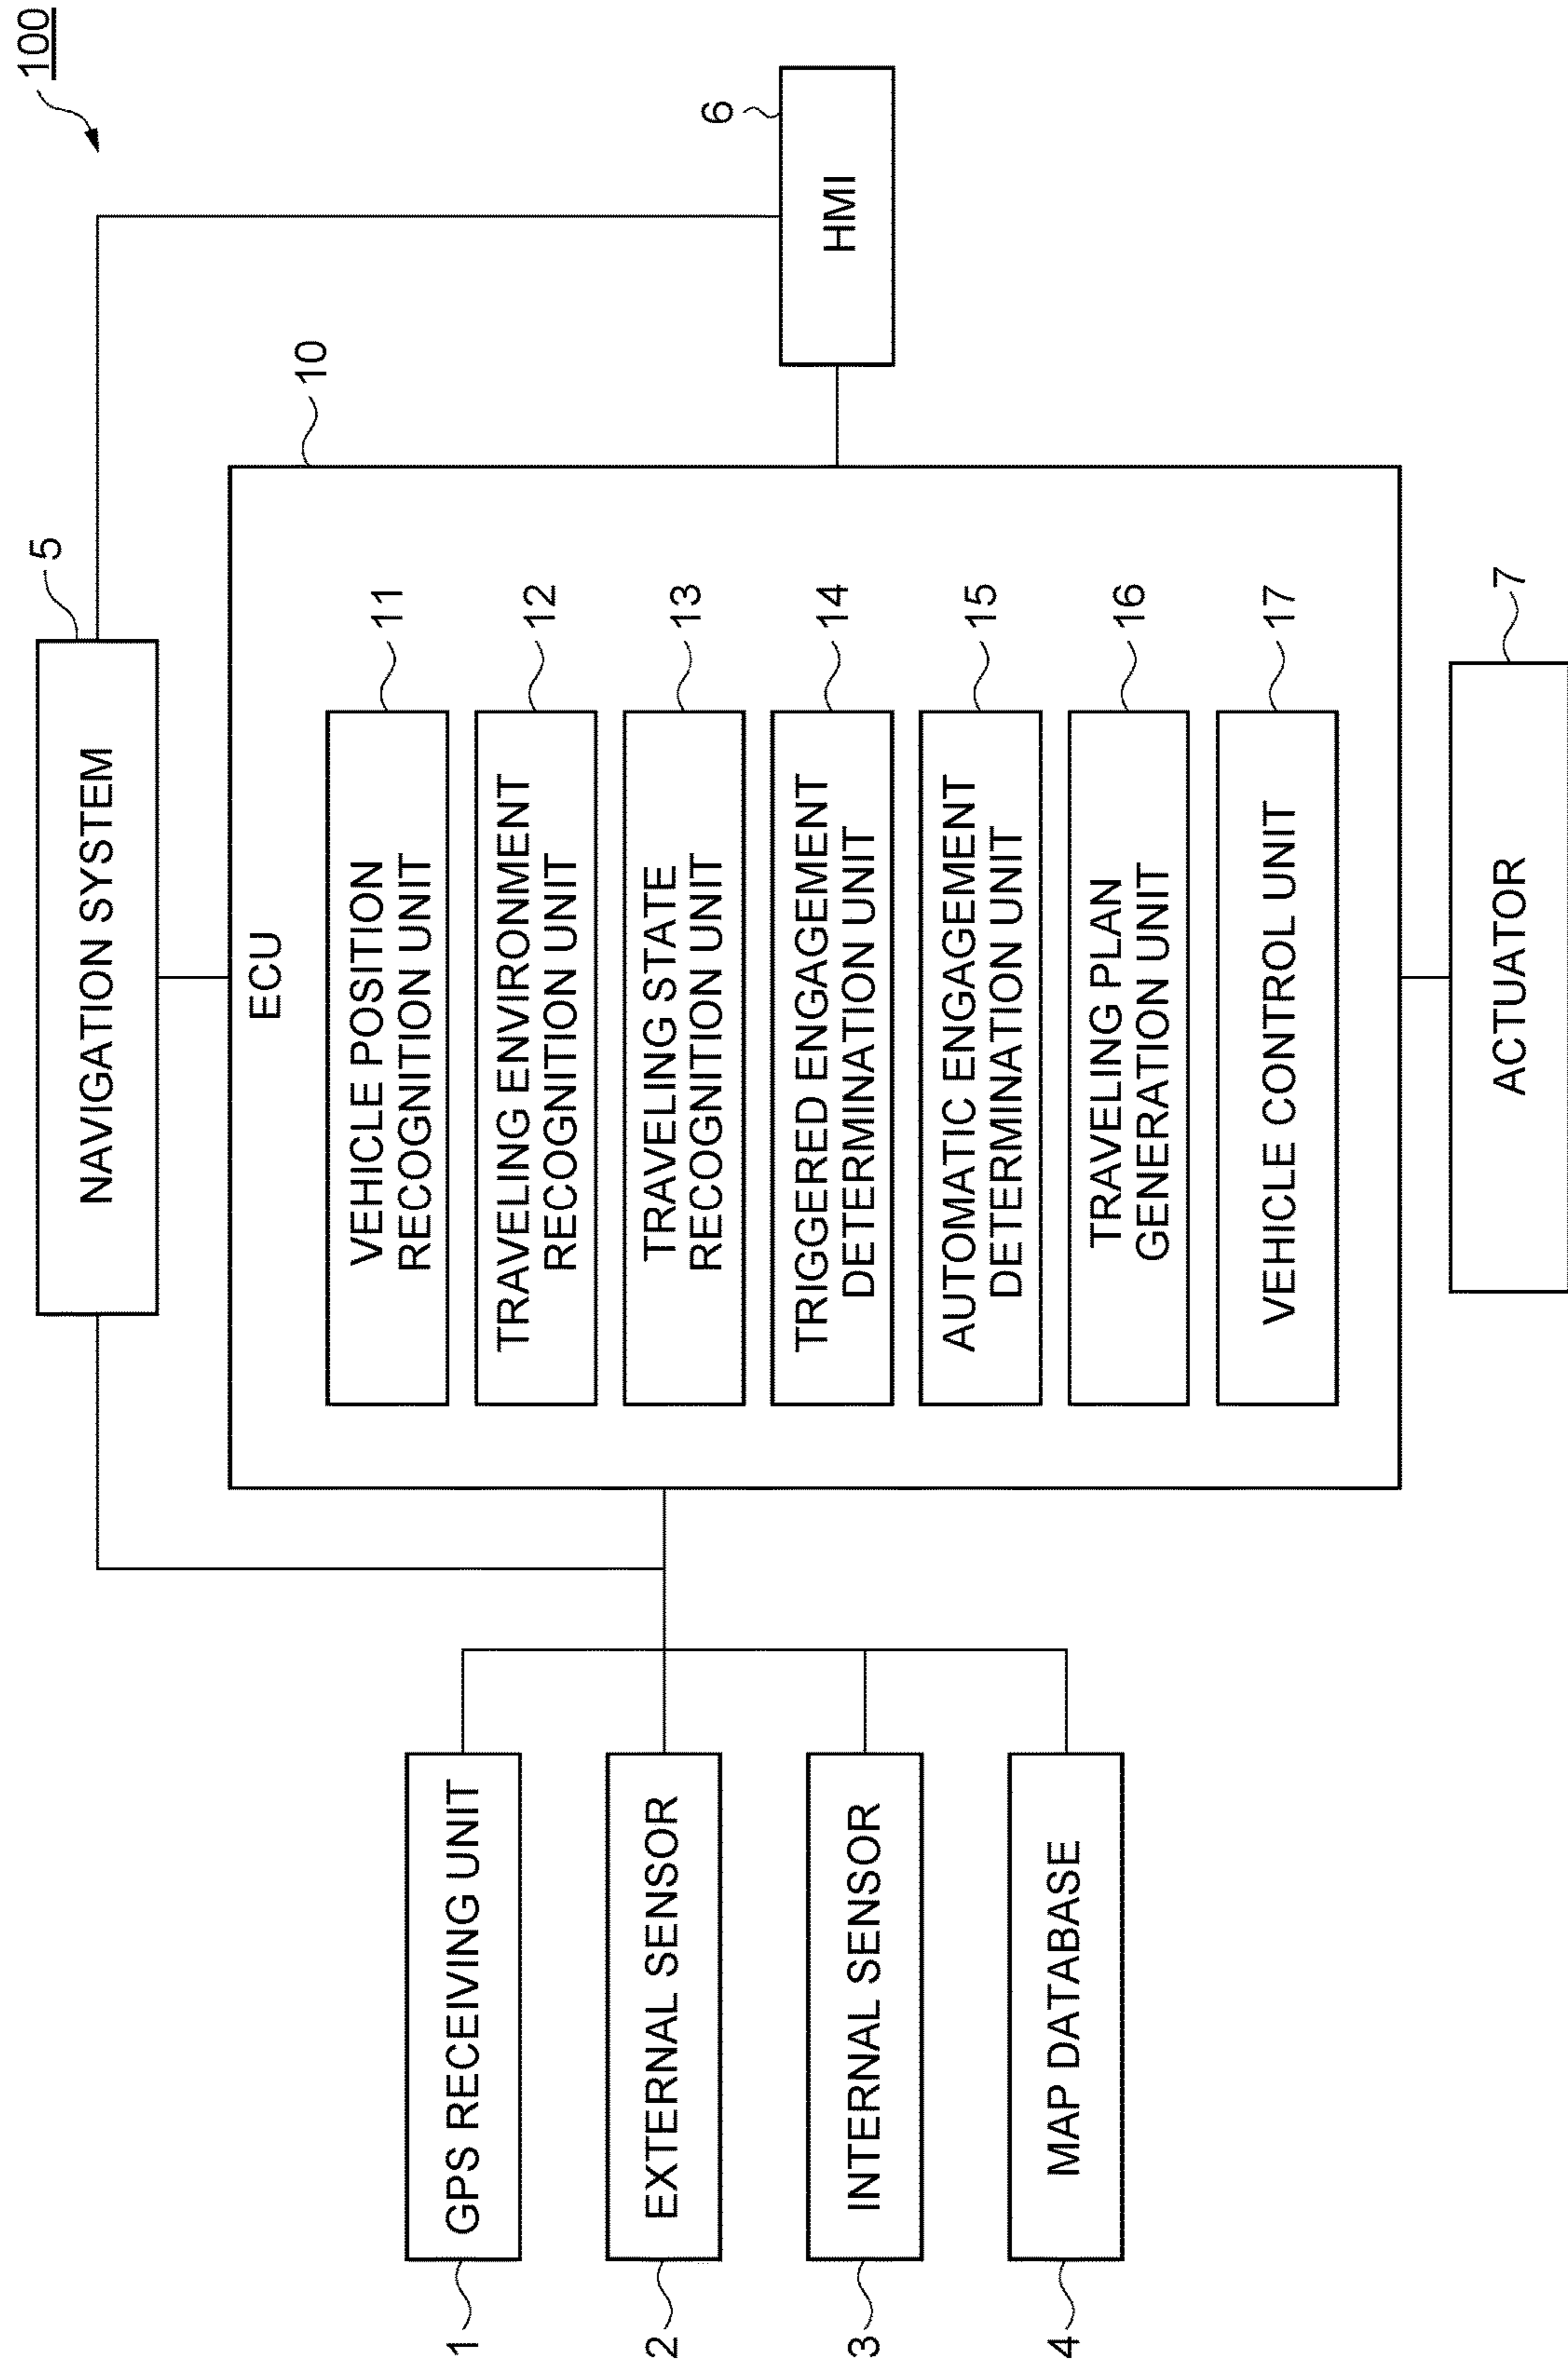 100
5
NAVIGATION SYSTEM
10
ECU
1
GPS RECEIVING UNIT
2
EXTERNAL SENSOR
3
INTERNAL SENSOR
4
MAP DATABASE
VEHICLE POSITION
RECOGNITION UNIT
11
TRAVELING ENVIRONMENT
RECOGNITION UNIT
12
TRAVELING STATE
RECOGNITION UNIT
13
TRIGGERED ENGAGEMENT
DETERMINATION UNIT
14
AUTOMATIC ENGAGEMENT
DETERMINATION UNIT
15
TRAVELING PLAN
GENERATION UNIT
16
VEHICLE CONTROL UNIT
17
6
HMI
7
ACTUATOR